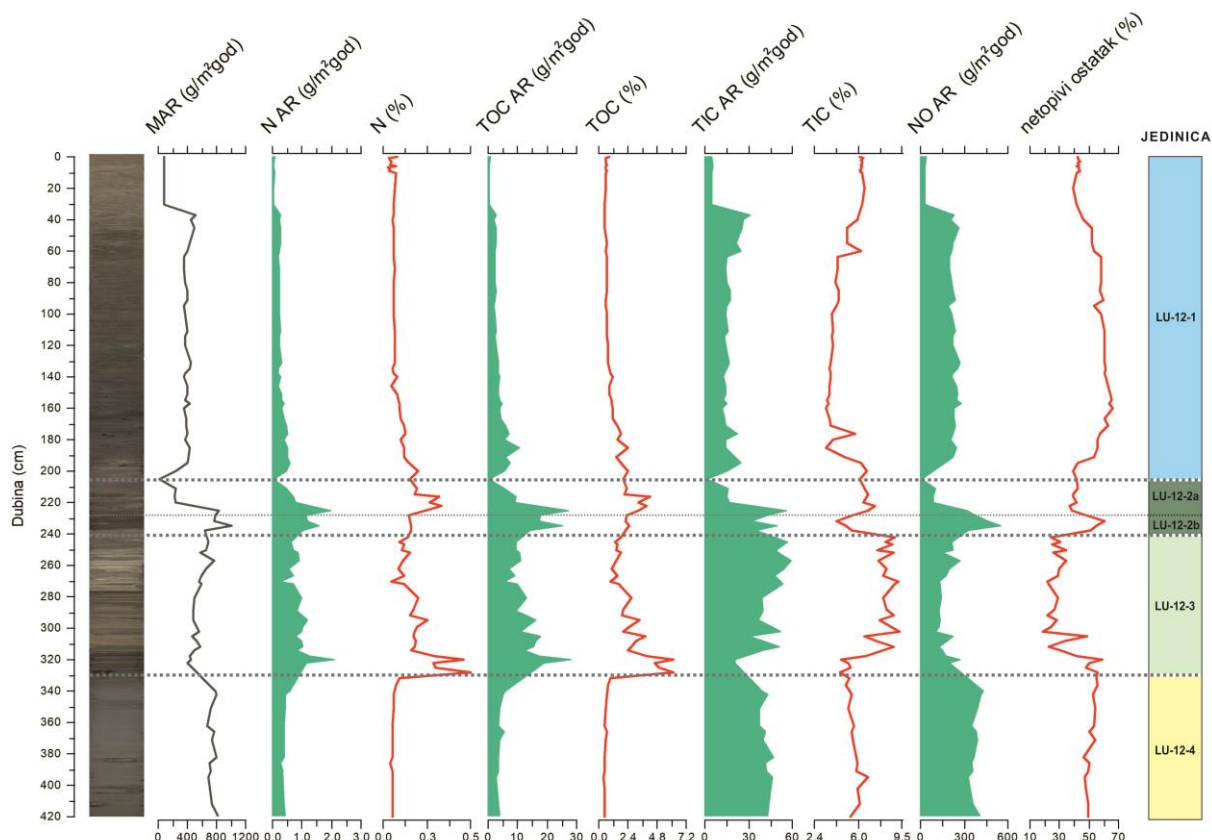 MAR (g/m²god)
N AR (g/m²god)
N (%)
TOC AR (g/m²god)
TOC (%)
TIC AR (g/m²god)
TIC (%)
NO AR (g/m²god)
netopivi ostatak (%)
JEDINICA
Dubina (cm)
0
10
20
30
40
60
80
100
120
140
160
180
200
220
240
260
280
300
320
340
360
380
400
420
LU-12-1
LU-12-2a
LU-12-2b
LU-12-3
LU-12-4
0 400 800 1200
0.0 1.0 2.0 3.0
0.0 0.3 0.5
0 10 20 30
0.0 2.4 4.8 7.2
0 30 60
2.4 6.0 9.5
0 300 600
10 30 50 70